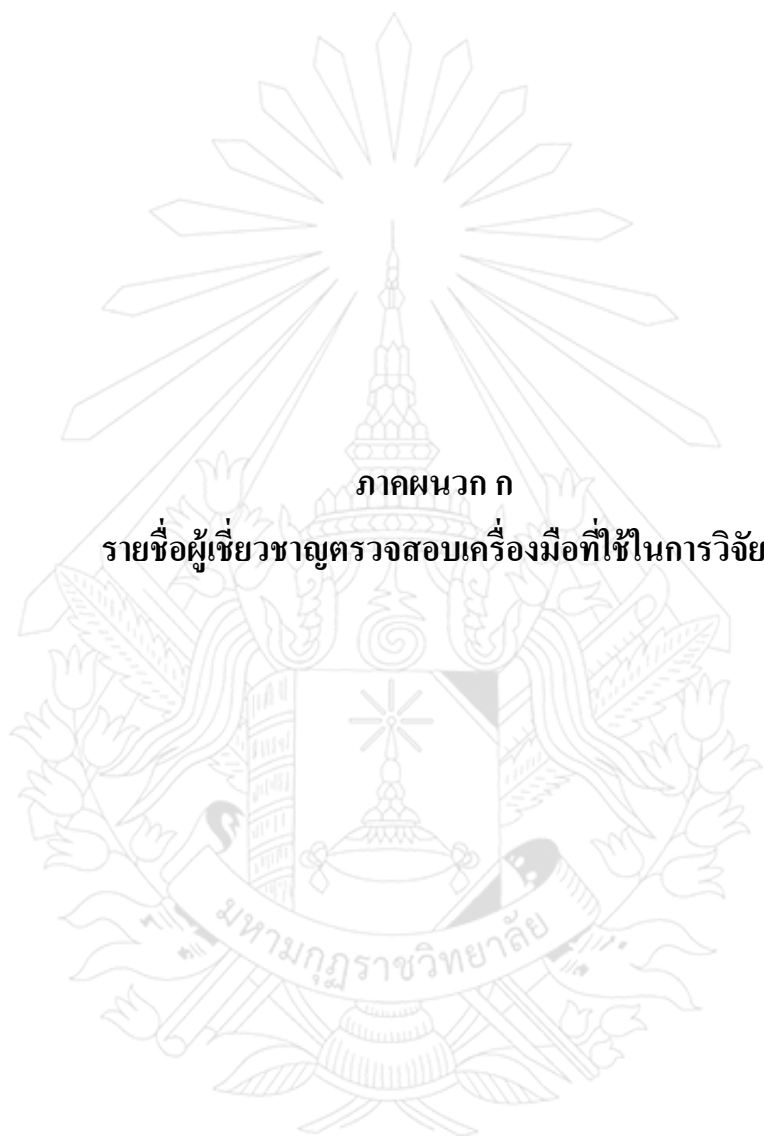 ภาคผนวก ก
รายชื่อผู้เชี่ยวชาญตรวจสอบเครื่องมือที่ใช้ในการวิจัย
มหามกุฏราชวิทยาลัย